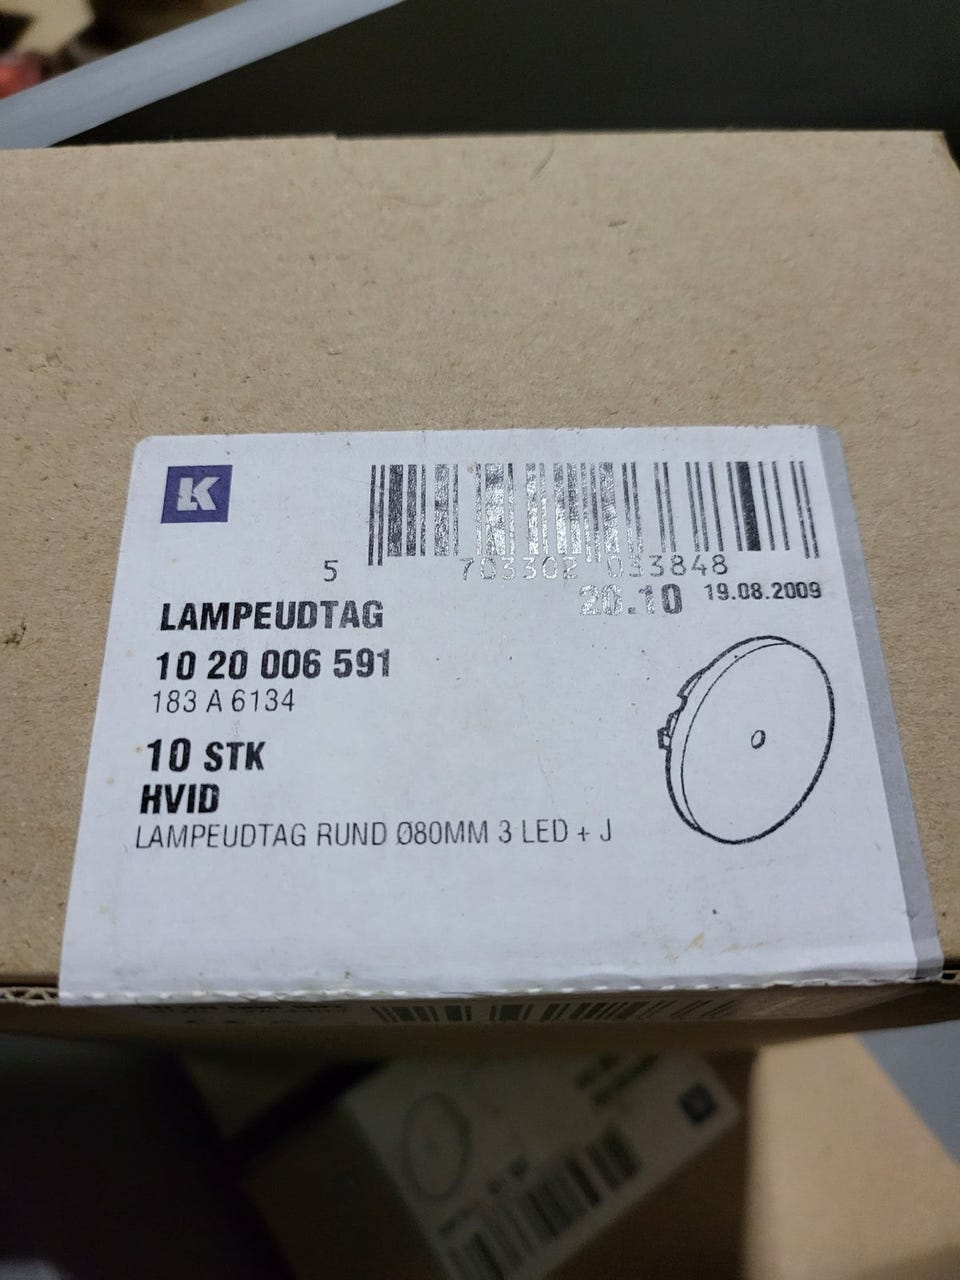 LK
5 703302 033848
20.10 19.08.2009
LAMPEUDTAG
10 20 006 591
183 A 6134
10 STK
HVID
LAMPEUDTAG RUND Ø80MM 3 LED + J